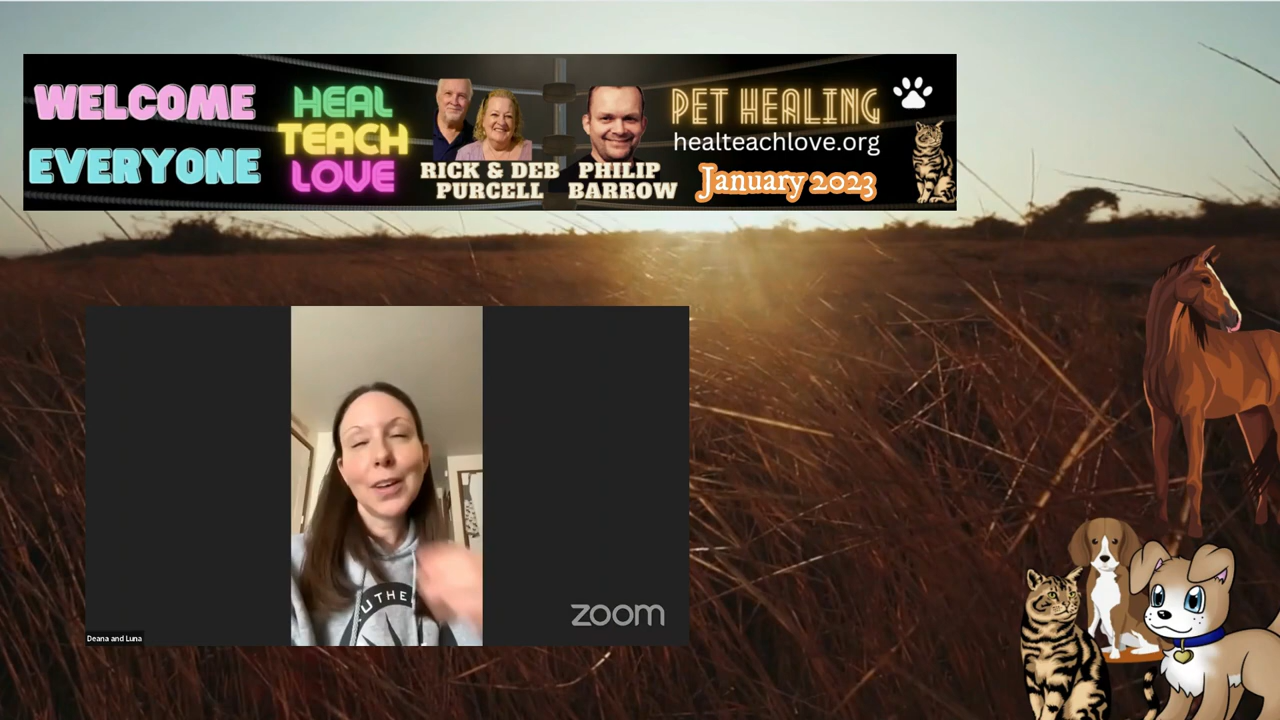 WELCOME
EVERYONE
HEAL
TEACH
LOVE
RICK & DEB
PURCELL
PHILIP
BARROW
PET HEALING
healteachlove.org
January 2023
UTHE
zoom
Deana and Luna